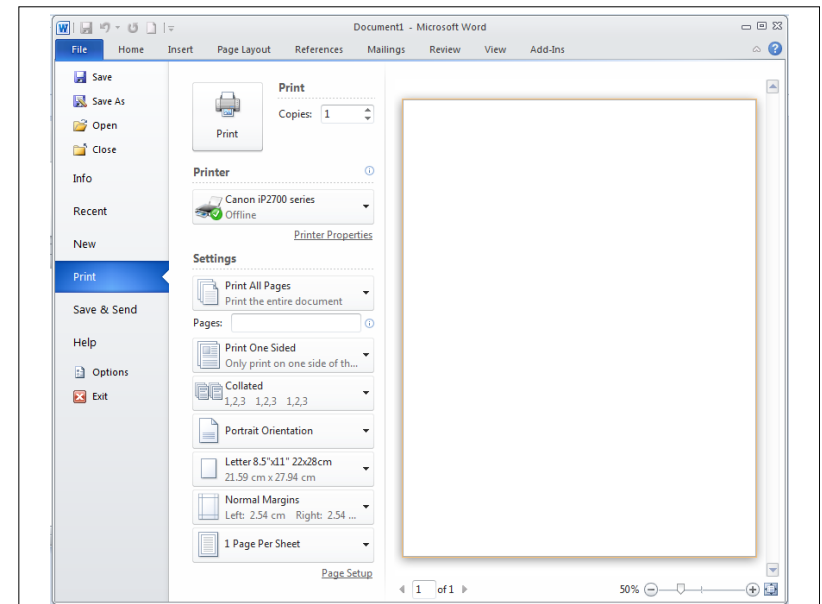 Document1 - Microsoft Word
File Home Insert Page Layout References Mailings Review View Add-Ins
Save
Save As
Open
Close
Info
Recent
New
Print
Save & Send
Help
Options
Exit
Print
Print
Copies: 1
Printer
Canon iP2700 series
Offline
Printer Properties
Settings
Print All Pages
Print the entire document
Pages:
Print One Sided
Only print on one side of th...
Collated
1,2,3 1,2,3 1,2,3
Portrait Orientation
Letter 8.5"x11" 22x28cm
21.59 cm x 27.94 cm
Normal Margins
Left: 2.54 cm Right: 2.54 ...
1 Page Per Sheet
Page Setup
1 of 1
50%